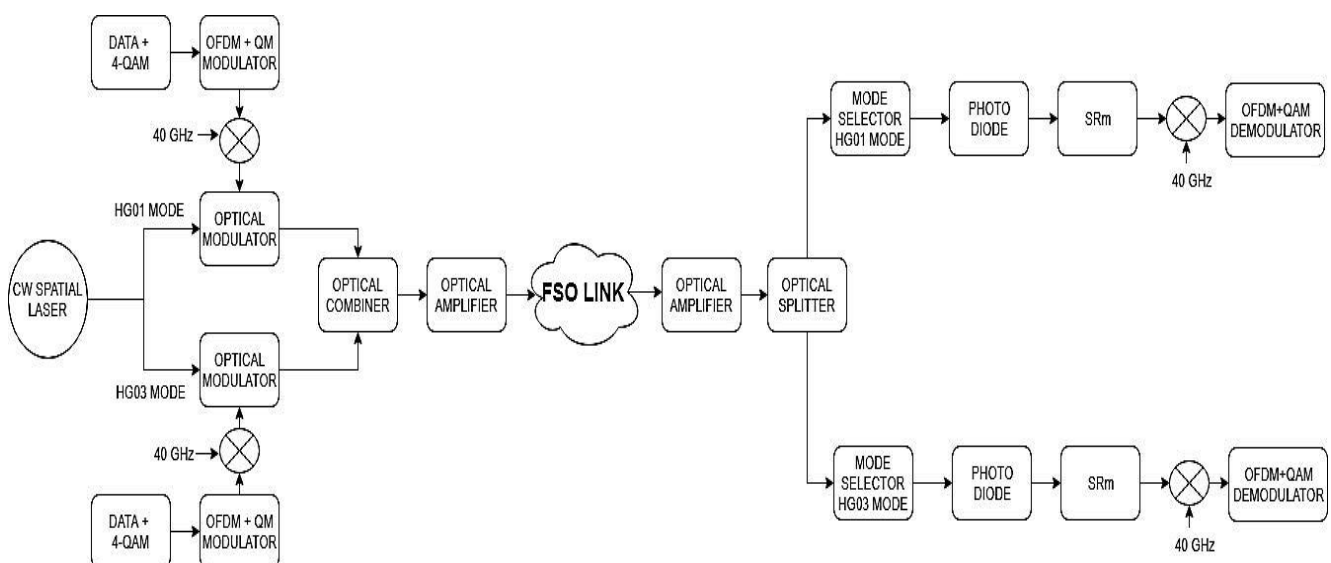 DATA +
4-QAM
OFDM + QM
MODULATOR
40 GHz
HG01 MODE
OPTICAL
MODULATOR
CW SPATIAL
LASER
HG03 MODE
OPTICAL
MODULATOR
40 GHz
DATA +
4-QAM
OFDM + QM
MODULATOR
OPTICAL
COMBINER
OPTICAL
AMPLIFIER
FSO LINK
OPTICAL
AMPLIFIER
OPTICAL
SPLITTER
MODE
SELECTOR
HG01 MODE
PHOTO
DIODE
SRm
40 GHz
OFDM+QAM
DEMODULATOR
MODE
SELECTOR
HG03 MODE
PHOTO
DIODE
SRm
40 GHz
OFDM+QAM
DEMODULATOR